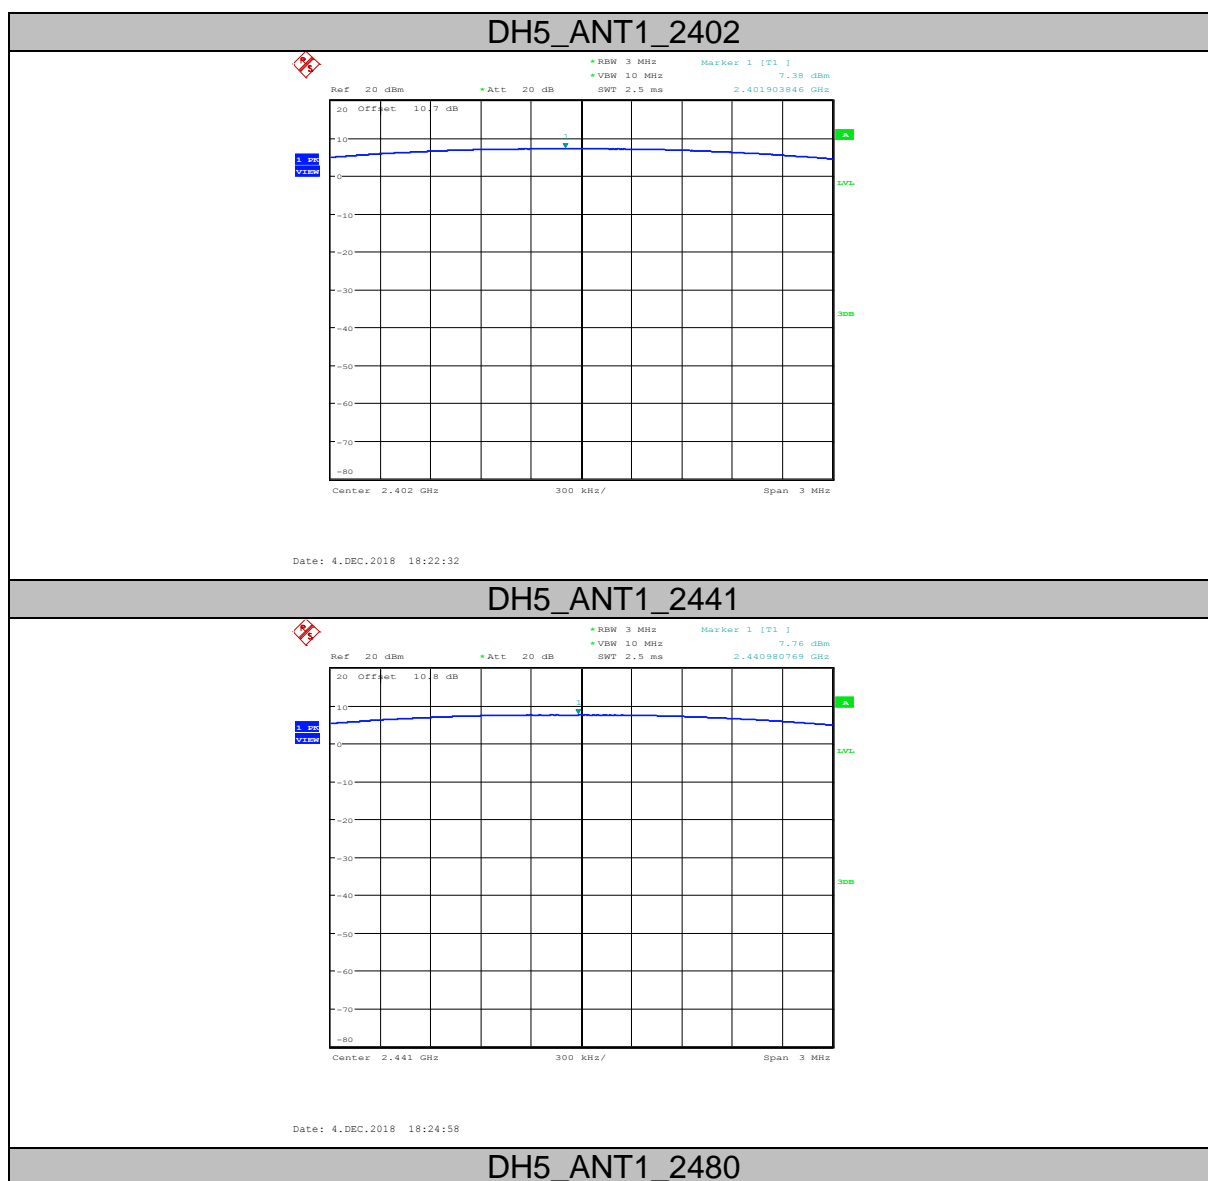 DH5_ANT1_2402
R S
*RBW 3 MHz Marker 1 [T1 ]
*VBW 10 MHz 7.38 dBm
Ref 20 dBm *Att 20 dB SWT 2.5 ms 2.401903846 GHz
20 Offset 10.7 dB
A
1
10
1 PK
VIEW
0
LVL
-10
-20
-30
3DB
-40
-50
-60
-70
-80
Center 2.402 GHz 300 kHz/ Span 3 MHz
Date: 4.DEC.2018 18:22:32
DH5_ANT1_2441
R S
*RBW 3 MHz Marker 1 [T1 ]
*VBW 10 MHz 7.76 dBm
Ref 20 dBm *Att 20 dB SWT 2.5 ms 2.440980769 GHz
20 Offset 10.8 dB
A
1
10
1 PK
VIEW
0
LVL
-10
-20
-30
3DB
-40
-50
-60
-70
-80
Center 2.441 GHz 300 kHz/ Span 3 MHz
Date: 4.DEC.2018 18:24:58
DH5_ANT1_2480